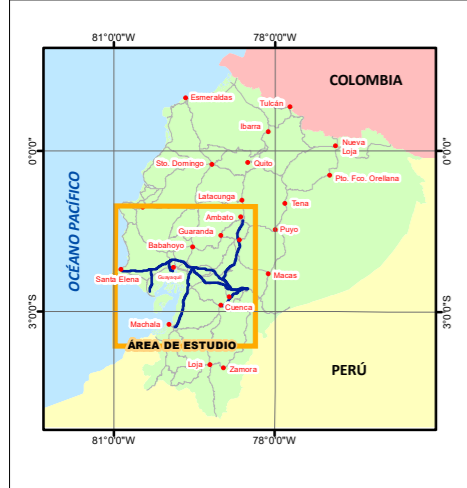 81°0'0"W
78°0'0"W
COLOMBIA
Esmeraldas
Tulcán
Ibarra
Nueva
Loja
0°0'0"
0°0'0"
Sto. Domingo
Quito
Pto. Fco. Orellana
OCÉANO PACÍFICO
Latacunga
Tena
Ambato
Guaranda
Puyo
Babahoyo
Santa Elena
Guayaquil
Macas
3°0'0"S
3°0'0"S
Cuenca
Machala
ÁREA DE ESTUDIO
Loja
Zamora
PERÚ
81°0'0"W
78°0'0"W